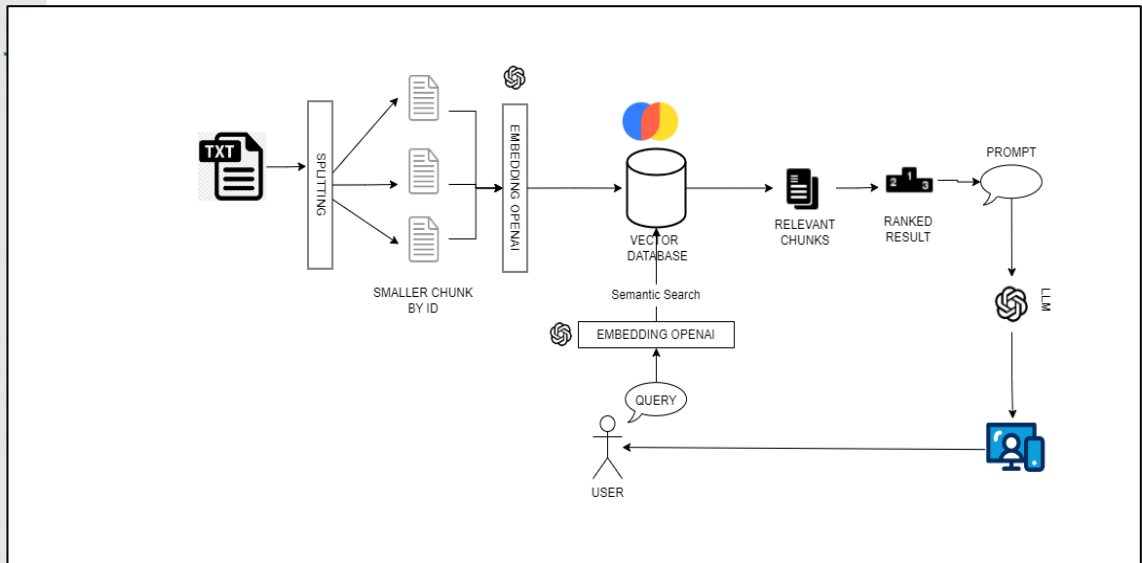 TXT
SPLITTING
SMALLER CHUNK
BY ID
EMBEDDING OPENAI
VECTOR
DATABASE
Semantic Search
EMBEDDING OPENAI
QUERY
USER
RELEVANT
CHUNKS
2 1 3
RANKED
RESULT
PROMPT
LLM